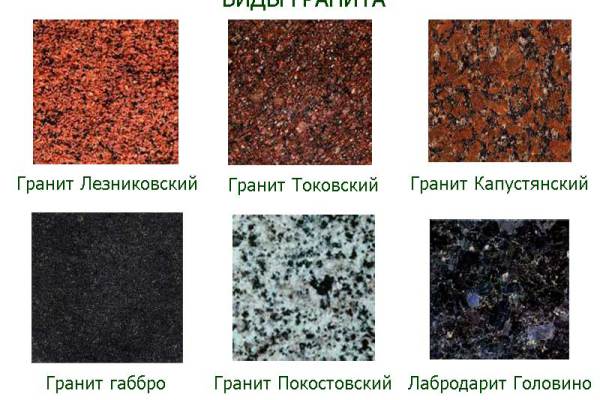 ВИДЫ ГРАНИТА
Гранит Лезниковский
Гранит Токовский
Гранит Капустянский
Гранит габбро
Гранит Покостовский
Лабродарит Головино